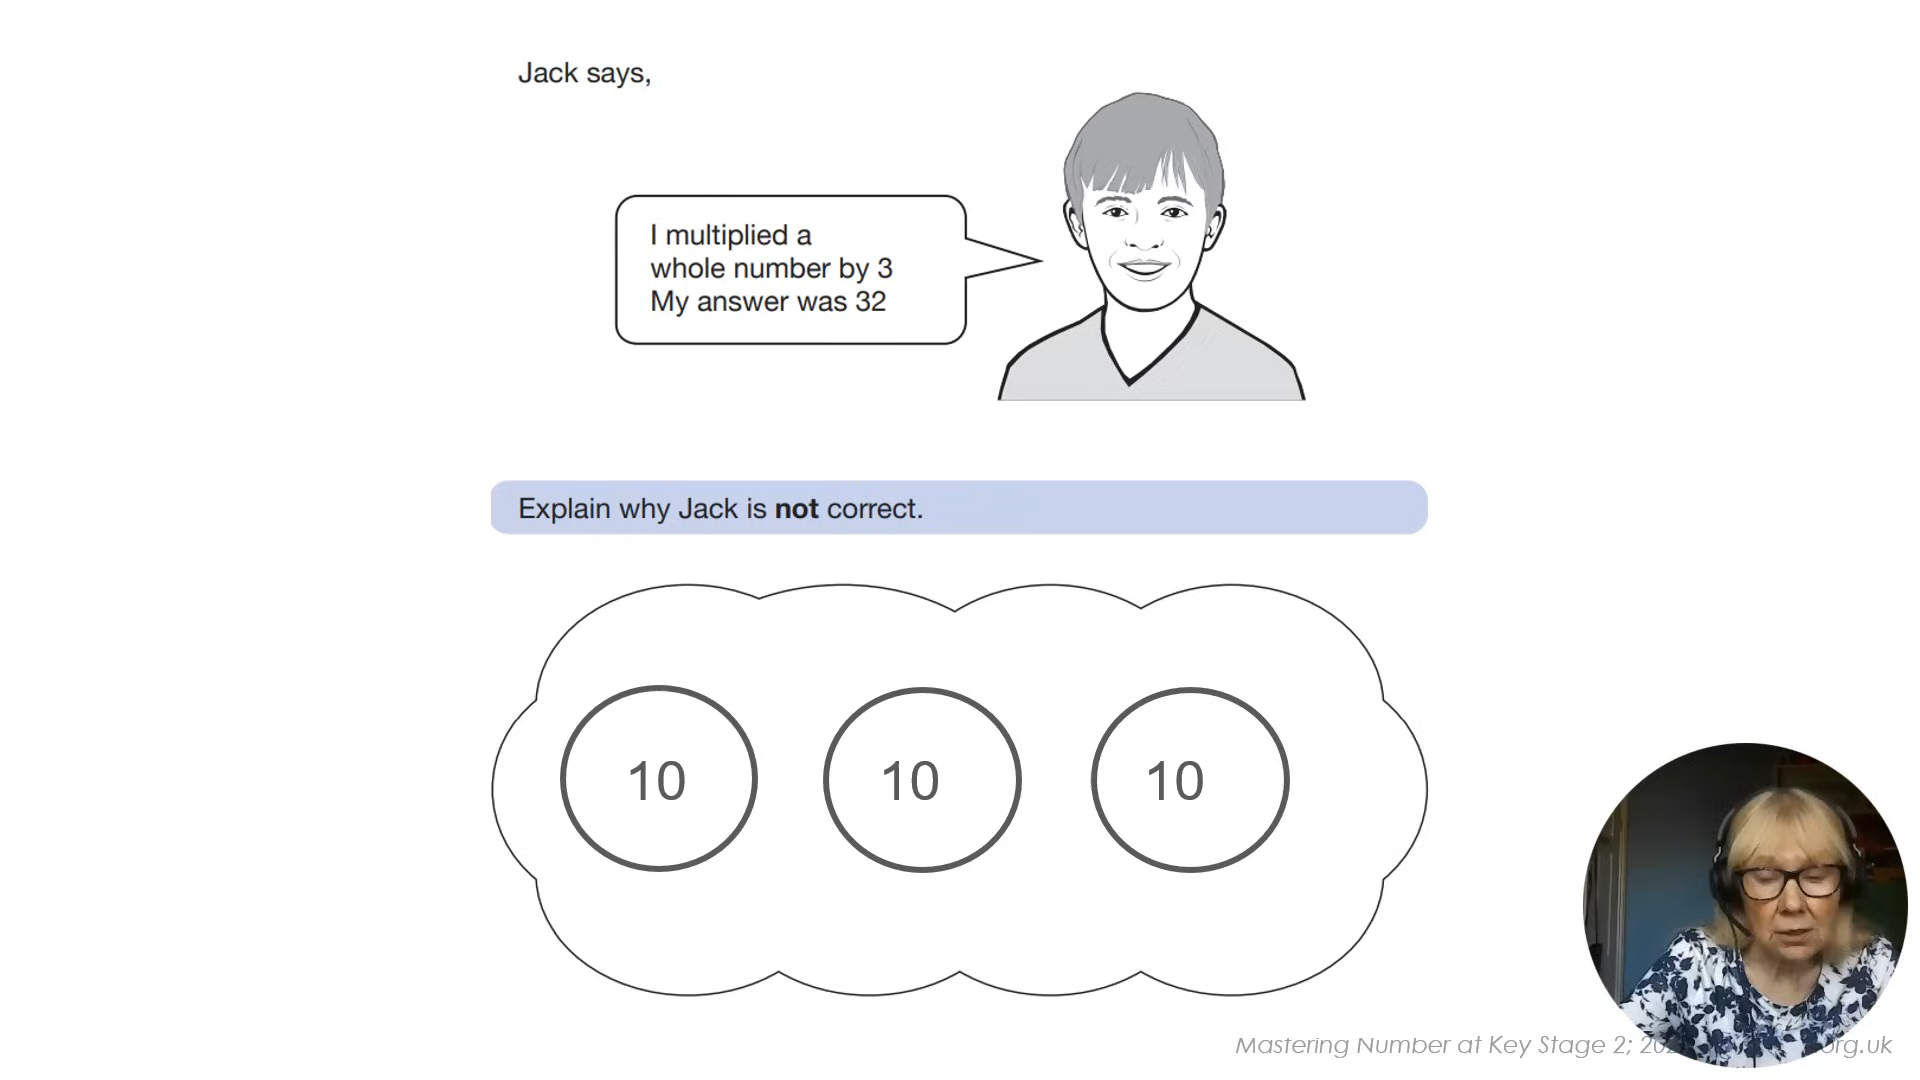 Jack says,
I multiplied a
whole number by 3
My answer was 32
Explain why Jack is not correct.
10 10 10
Mastering Number at Key Stage 2; org.uk